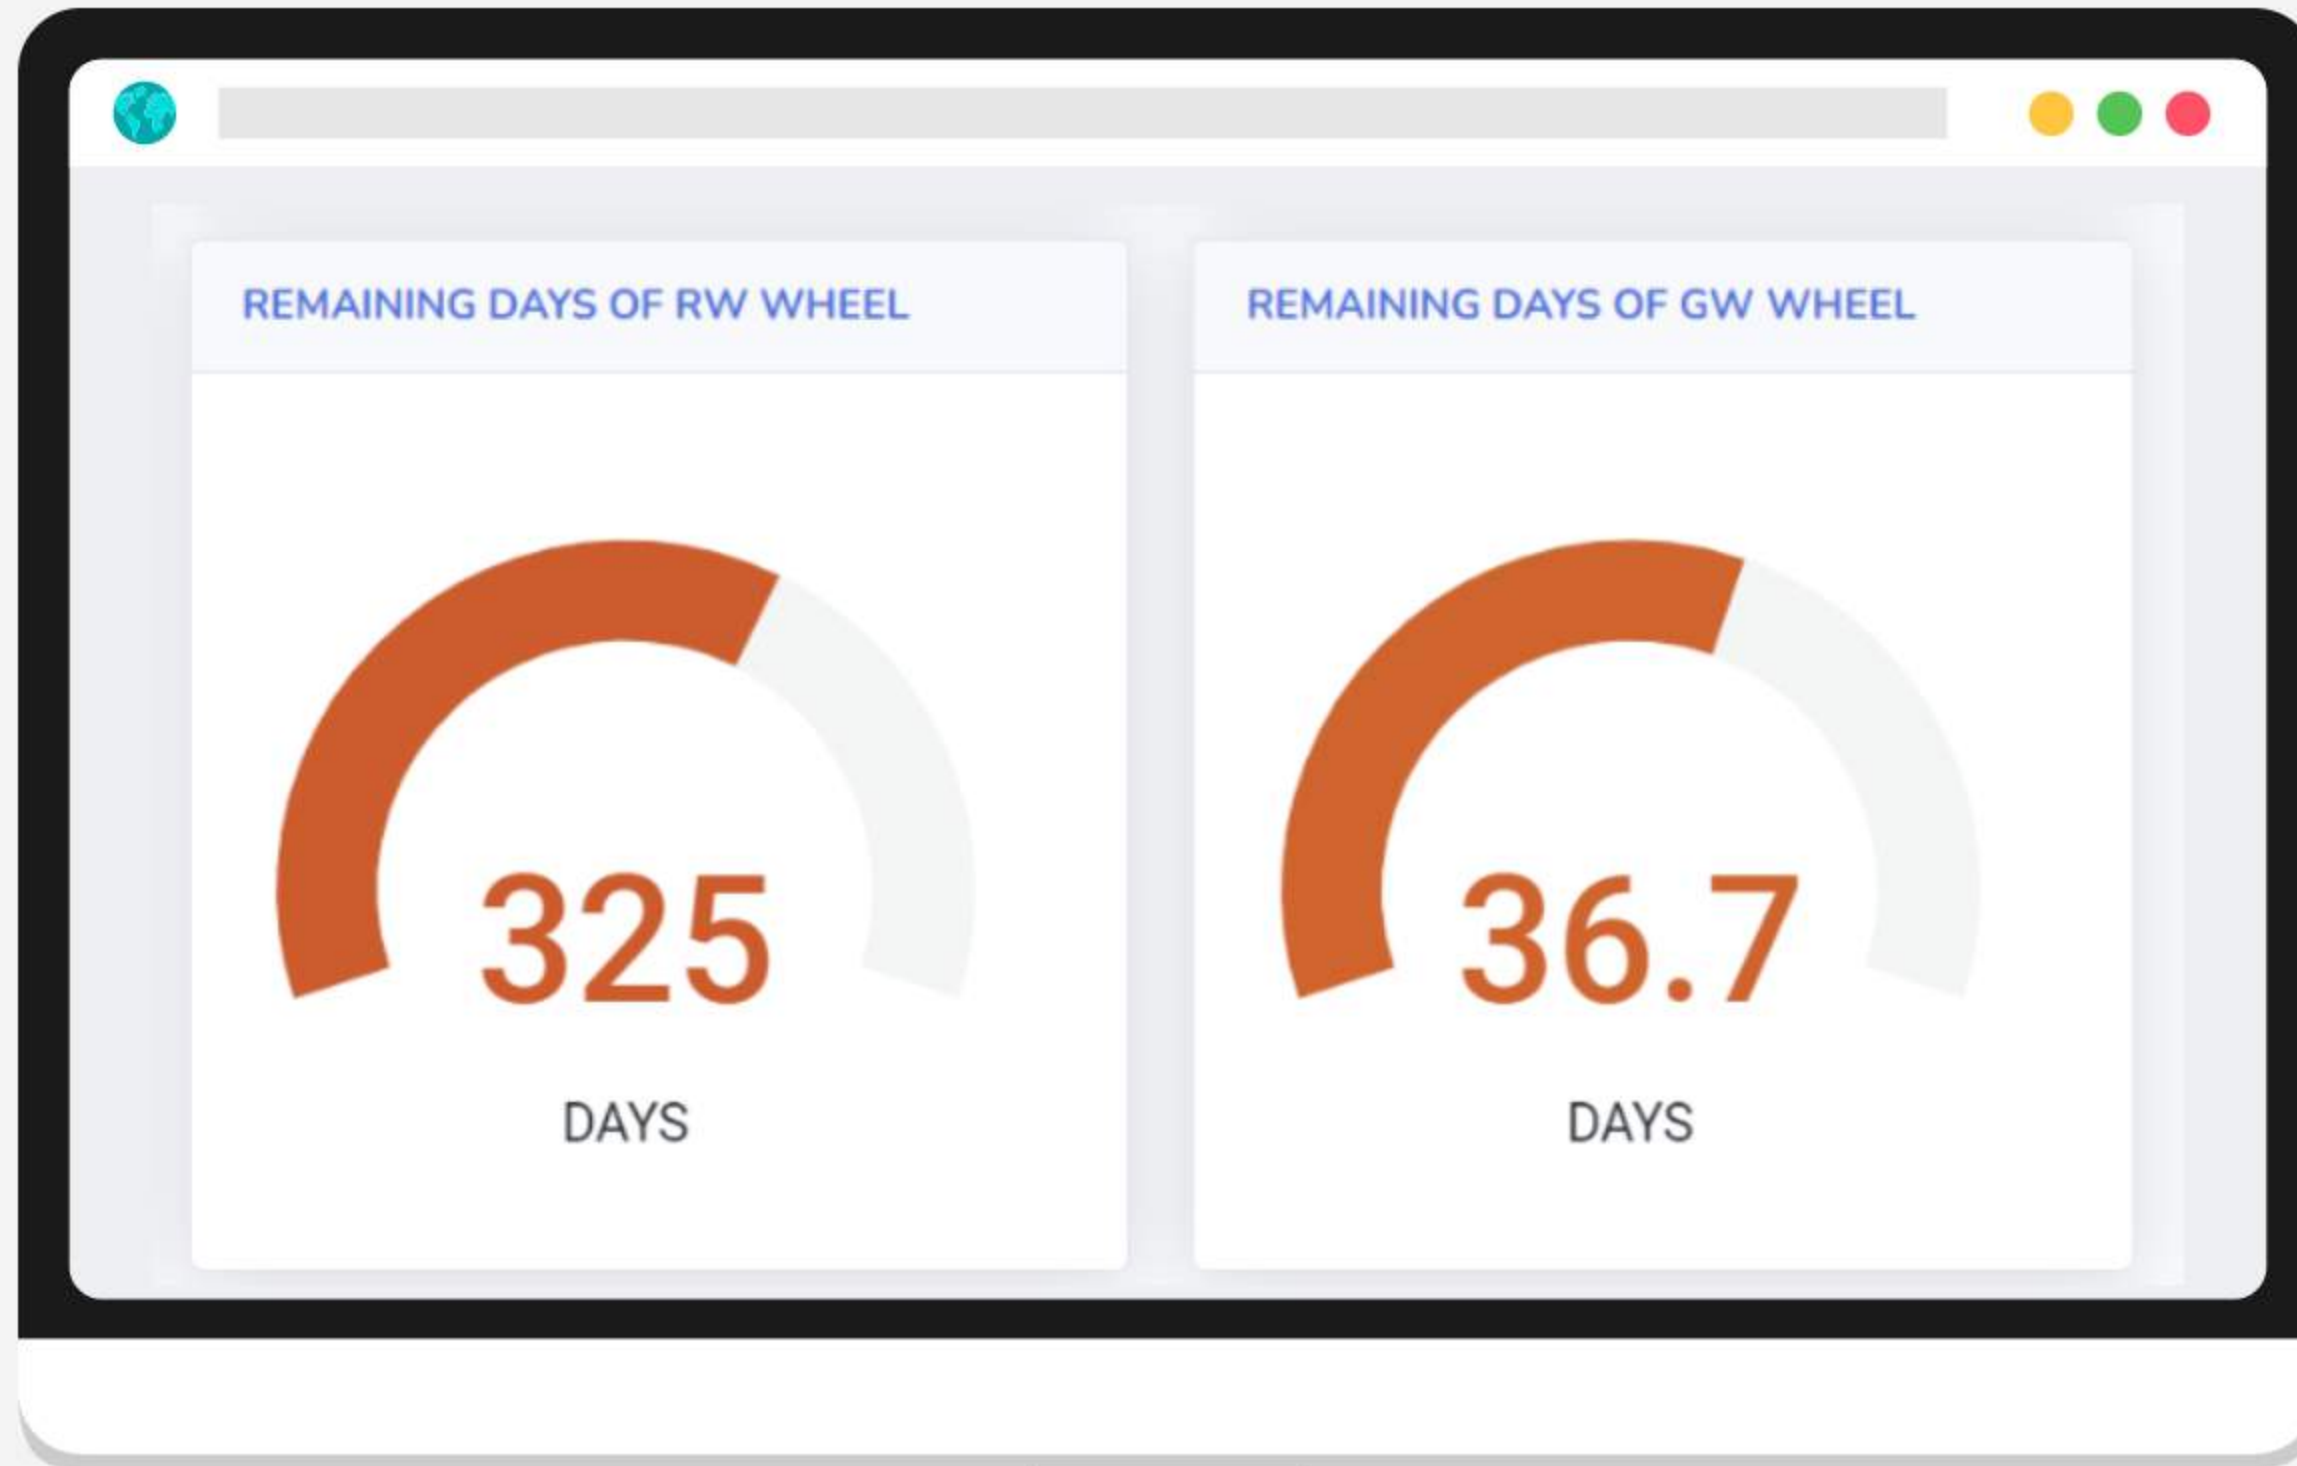 REMAINING DAYS OF RW WHEEL
325
DAYS
REMAINING DAYS OF GW WHEEL
36.7
DAYS